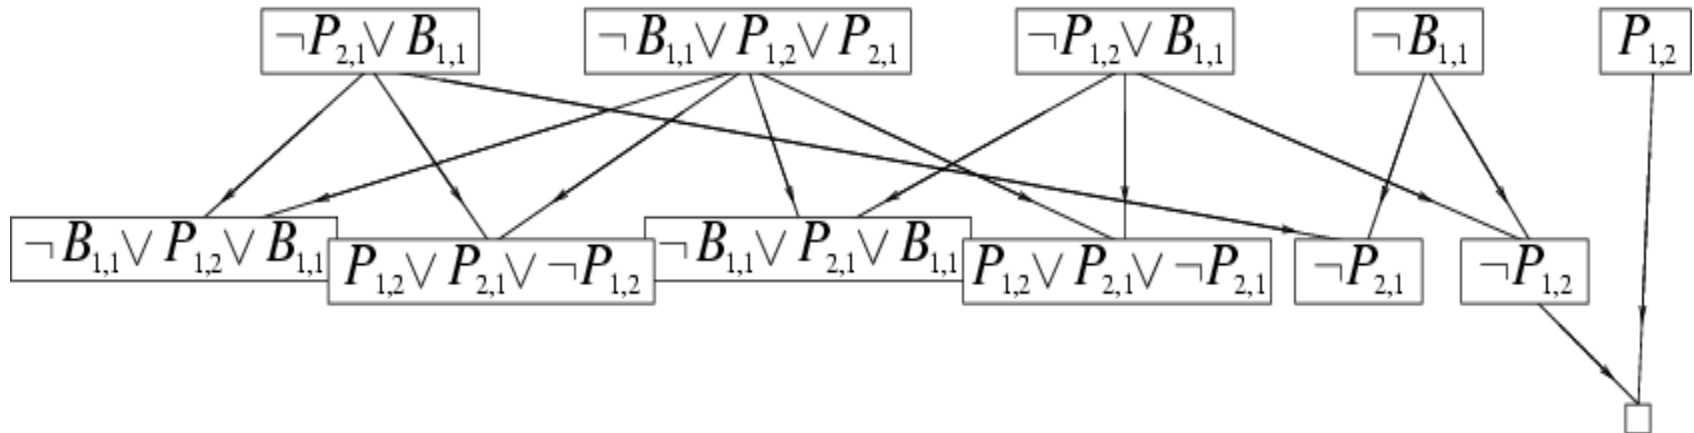 ¬P2,1 ∨ B1,1 ¬B1,1 ∨ P1,2 ∨ P2,1 ¬P1,2 ∨ B1,1 ¬B1,1 P1,2
¬B1,1 ∨ P1,2 ∨ B1,1 P1,2 ∨ P2,1 ∨ ¬P1,2 ¬B1,1 ∨ P2,1 ∨ B1,1 P1,2 ∨ P2,1 ∨ ¬P2,1 ¬P2,1 ¬P1,2